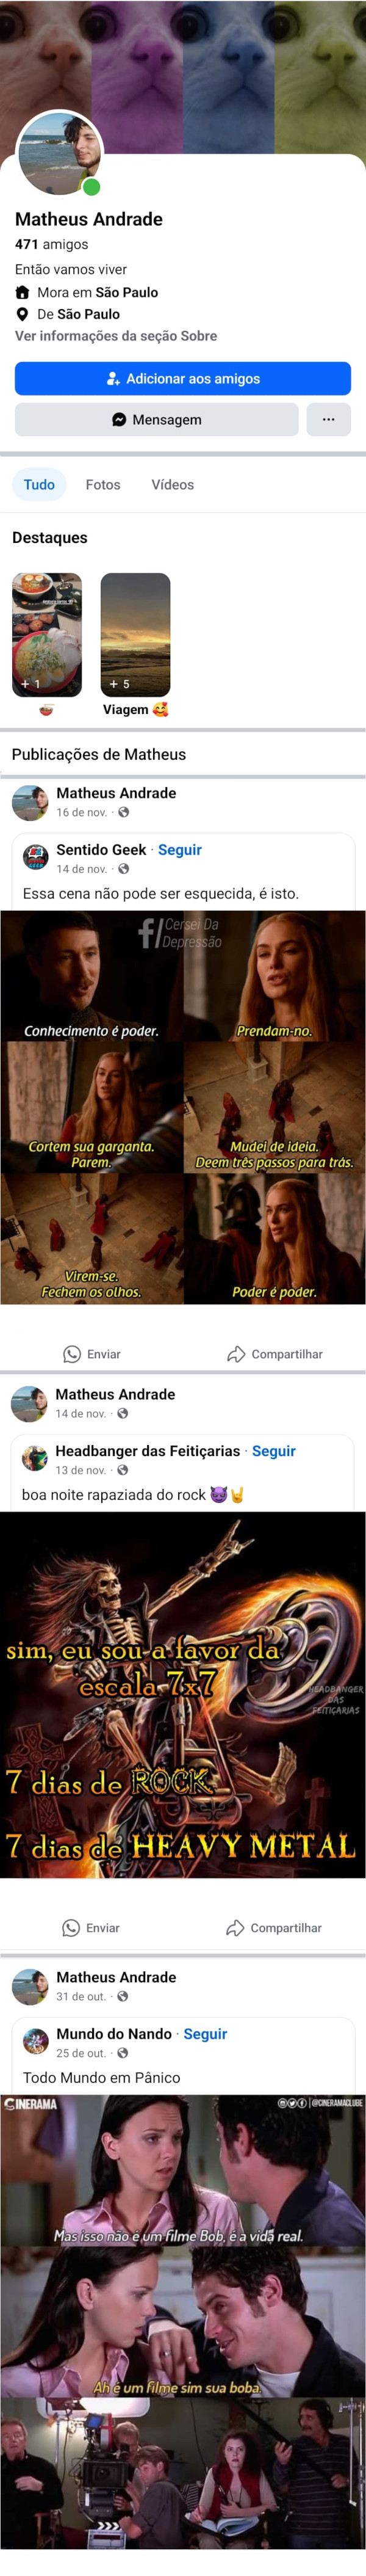 Matheus Andrade
471 amigos
Então vamos viver
Mora em São Paulo
De São Paulo
Ver informações da seção Sobre
Adicionar aos amigos
Mensagem
Tudo
Fotos
Vídeos
Destaques
+ 1
+ 5
Viagem 🥰
Publicações de Matheus
Matheus Andrade
16 de nov. ·
Sentido Geek · Seguir
14 de nov. ·
Essa cena não pode ser esquecida, é isto.
f/Cersei Da
Depressão
Conhecimento é poder.
Prendam-no.
Cortem sua garganta.
Parem.
Mudei de ideia.
Deem três passos para trás.
Virem-se.
Fechem os olhos.
Poder é poder.
Enviar
Compartilhar
Matheus Andrade
14 de nov. ·
Headbanger das Feitiçarias · Seguir
13 de nov. ·
boa noite rapaziada do rock 😈🤘
sim, eu sou a favor da
escala 7x7
HEADBANGER
DAS
FEITIÇARIAS
7 dias de ROCK
7 dias de HEAVY METAL
Enviar
Compartilhar
Matheus Andrade
31 de out. ·
Mundo do Nando · Seguir
25 de out. ·
Todo Mundo em Pânico
CINERAMA
@CINERAMACLUBE
Mas isso não é um filme Bob, é a vida real.
Ah é um filme sim sua boba.